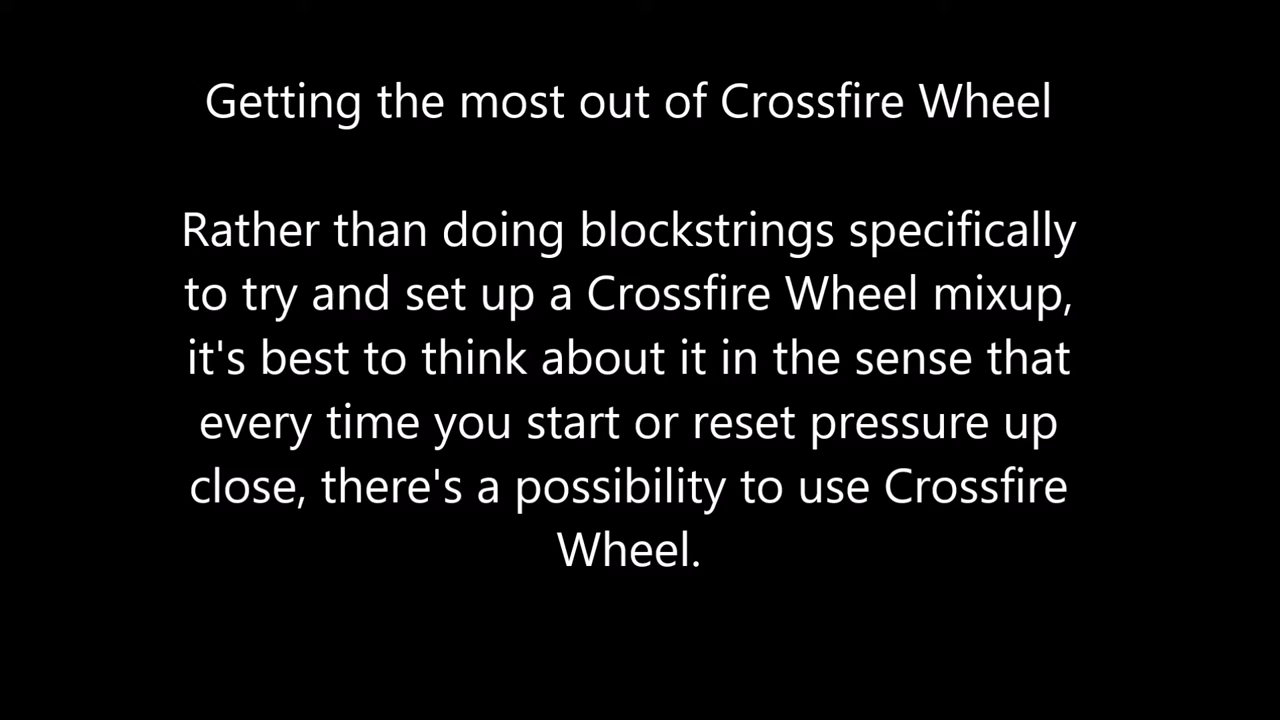 Getting the most out of Crossfire Wheel
Rather than doing blockstrings specifically
to try and set up a Crossfire Wheel mixup,
it's best to think about it in the sense that
every time you start or reset pressure up
close, there's a possibility to use Crossfire
Wheel.